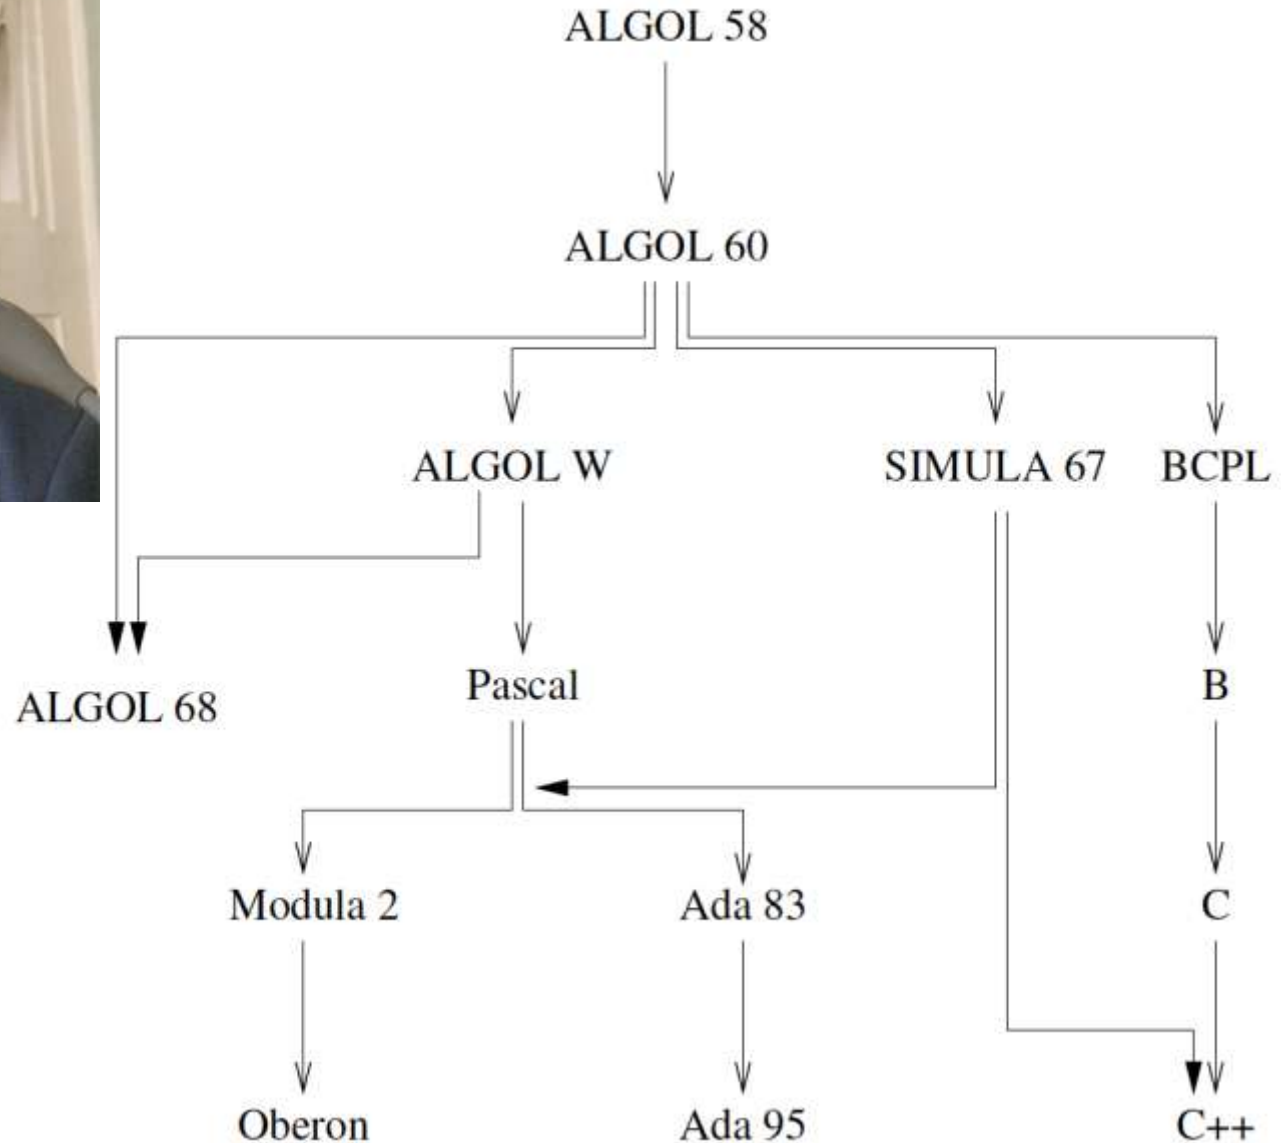 ALGOL 58
ALGOL 60
ALGOL W
SIMULA 67
BCPL
ALGOL 68
Pascal
B
Modula 2
Ada 83
C
Oberon
Ada 95
C++